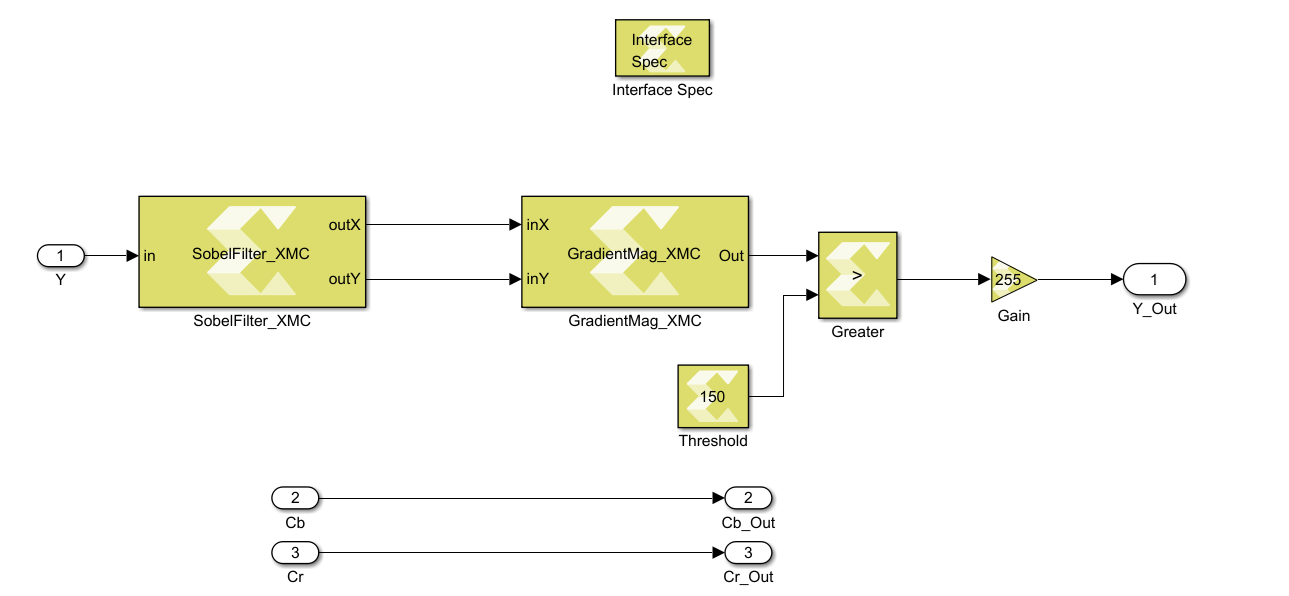 Interface
Spec
Interface Spec
outX
inX
1
in
SobelFilter_XMC
GradientMag_XMC
Out
>
Y
outY
inY
255
1
SobelFilter_XMC
GradientMag_XMC
Greater
Gain
Y_Out
150
Threshold
2
2
Cb
Cb_Out
3
3
Cr
Cr_Out